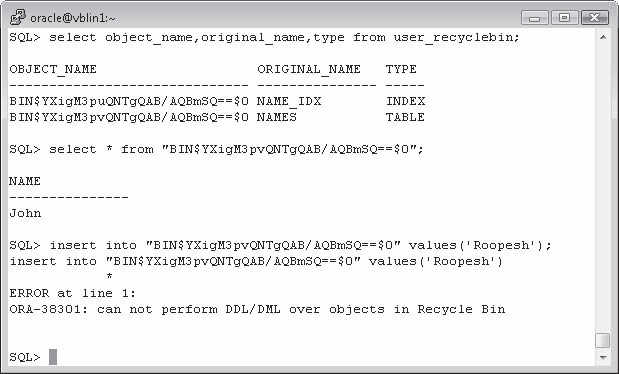 oracle@vblin1:~
SQL> select object_name,original_name,type from user_recyclebin;
OBJECT_NAME ORIGINAL_NAME TYPE
------------------------------ --------------- -----
BIN$YXigM3puQNTgQAB/AQBmSQ==$0 NAME_IDX INDEX
BIN$YXigM3pvQNTgQAB/AQBmSQ==$0 NAMES TABLE
SQL> select * from "BIN$YXigM3pvQNTgQAB/AQBmSQ==$0";
NAME
---------------
John
SQL> insert into "BIN$YXigM3pvQNTgQAB/AQBmSQ==$0" values('Roopesh');
insert into "BIN$YXigM3pvQNTgQAB/AQBmSQ==$0" values('Roopesh')
*
ERROR at line 1:
ORA-38301: can not perform DDL/DML over objects in Recycle Bin
SQL>